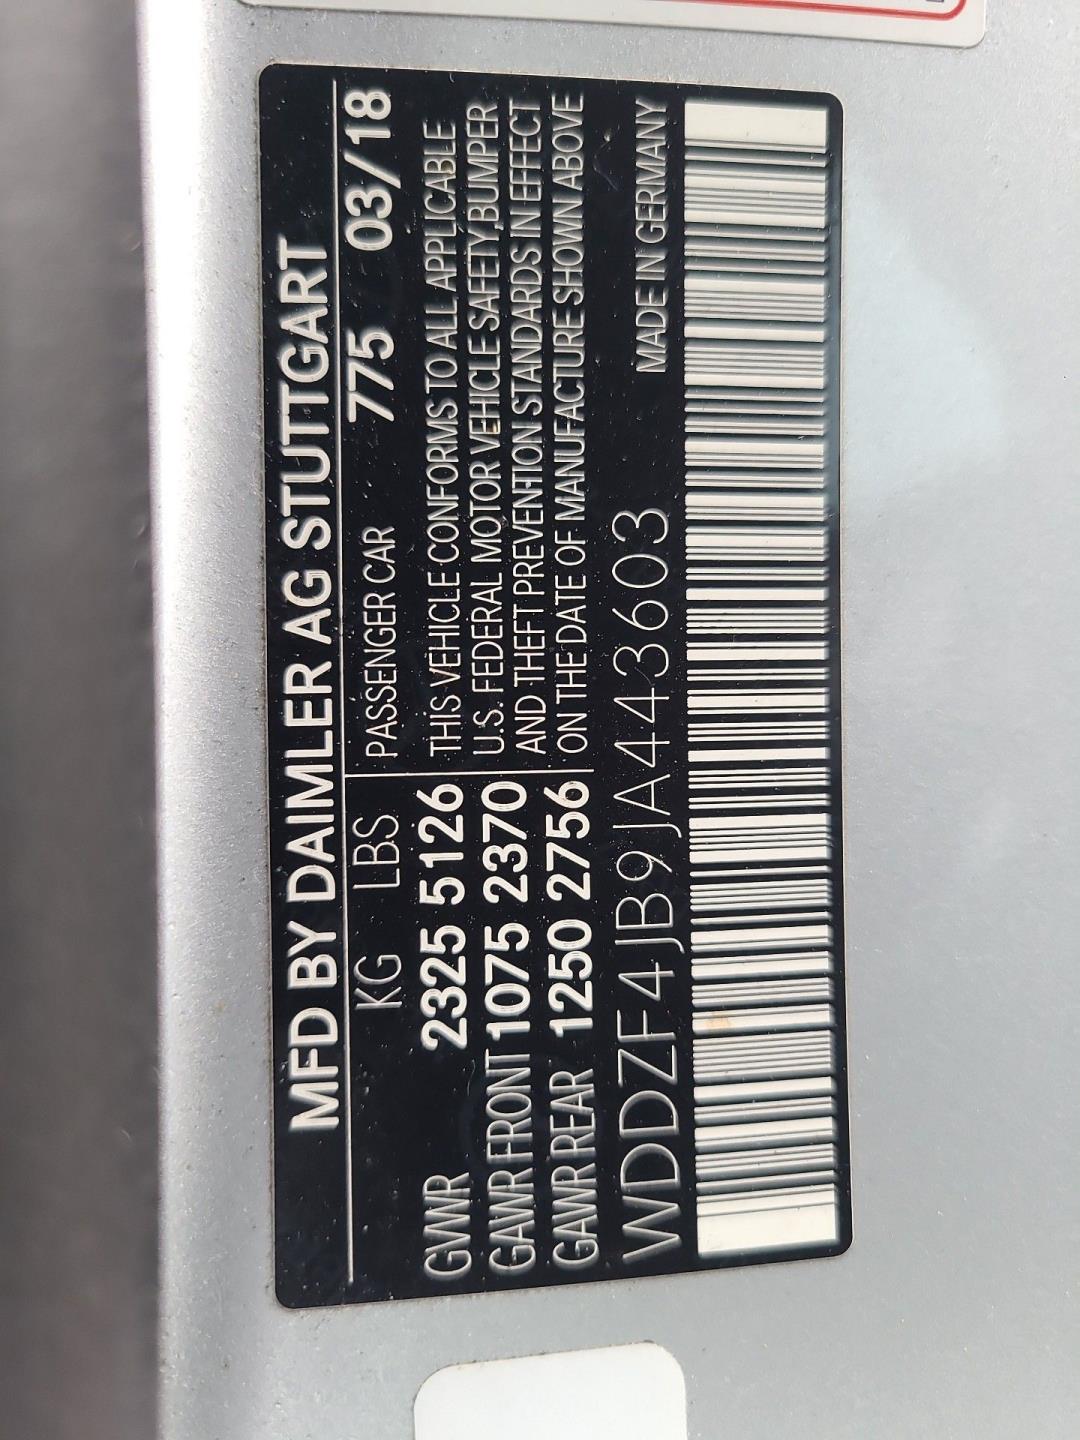 MFD BY DAIMLER AG STUTTGART
KG LBS PASSENGER CAR 775 03/18
GVWR 2325 5126 THIS VEHICLE CONFORMS TO ALL APPLICABLE
GAWR FRONT 1075 2370 U.S. FEDERAL MOTOR VEHICLE SAFETY, BUMPER
AND THEFT PREVENTION STANDARDS IN EFFECT
GAWR REAR 1250 2756 ON THE DATE OF MANUFACTURE SHOWN ABOVE
WDDZF4JB9JA443603 MADE IN GERMANY